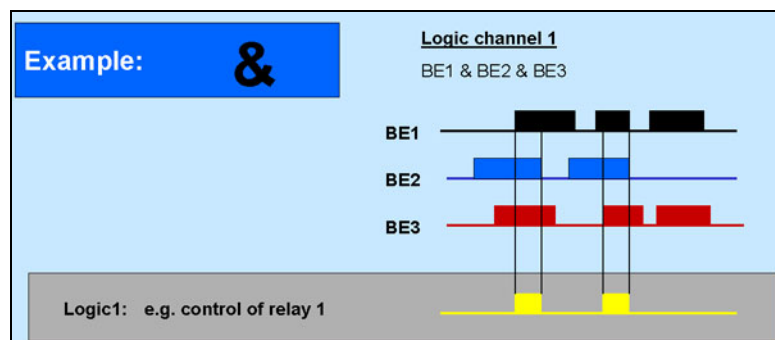 Example: &
Logic channel 1
BE1 & BE2 & BE3
BE1
BE2
BE3
Logic1: e.g. control of relay 1